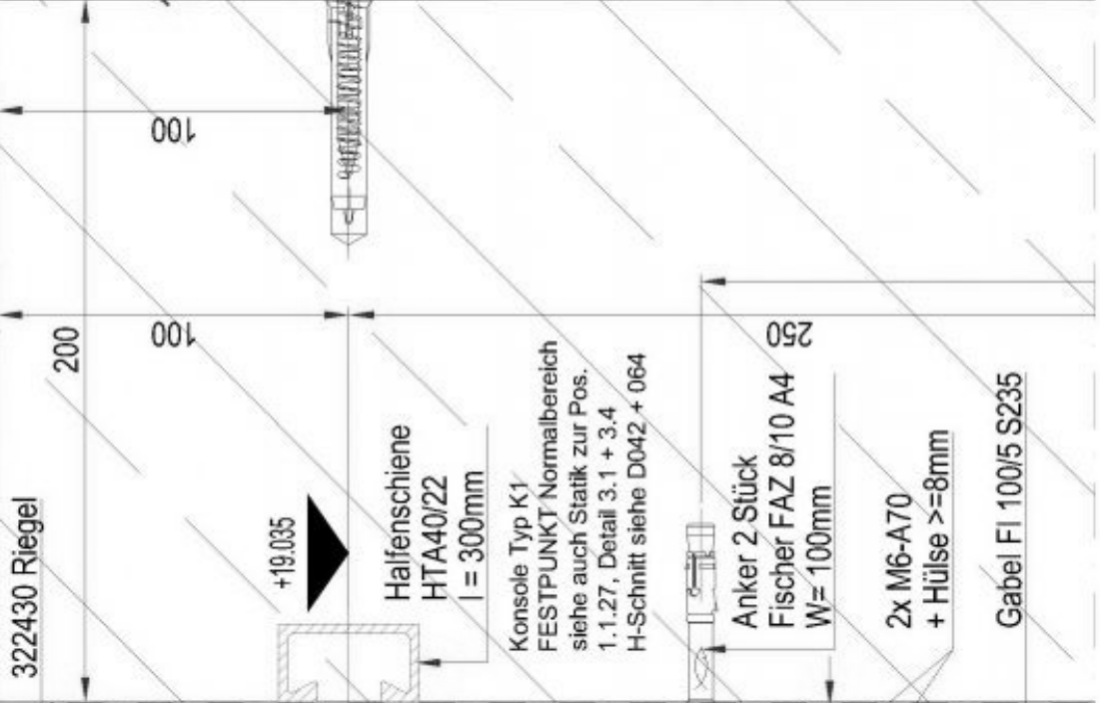 3222430 Riegel
200
100
100
+19.035
Halfenschiene
HTA40/22
l = 300mm
Konsole Typ K1
FESTPUNKT Normalbereich
siehe auch Statik zur Pos.
1.1.27, Detail 3.1 + 3.4
H-Schnitt siehe D042 + 064
250
Anker 2 Stück
Fischer FAZ 8/10 A4
W= 100mm
2x M6-A70
+ Hülse >=8mm
Gabel Fl 100/5 S235